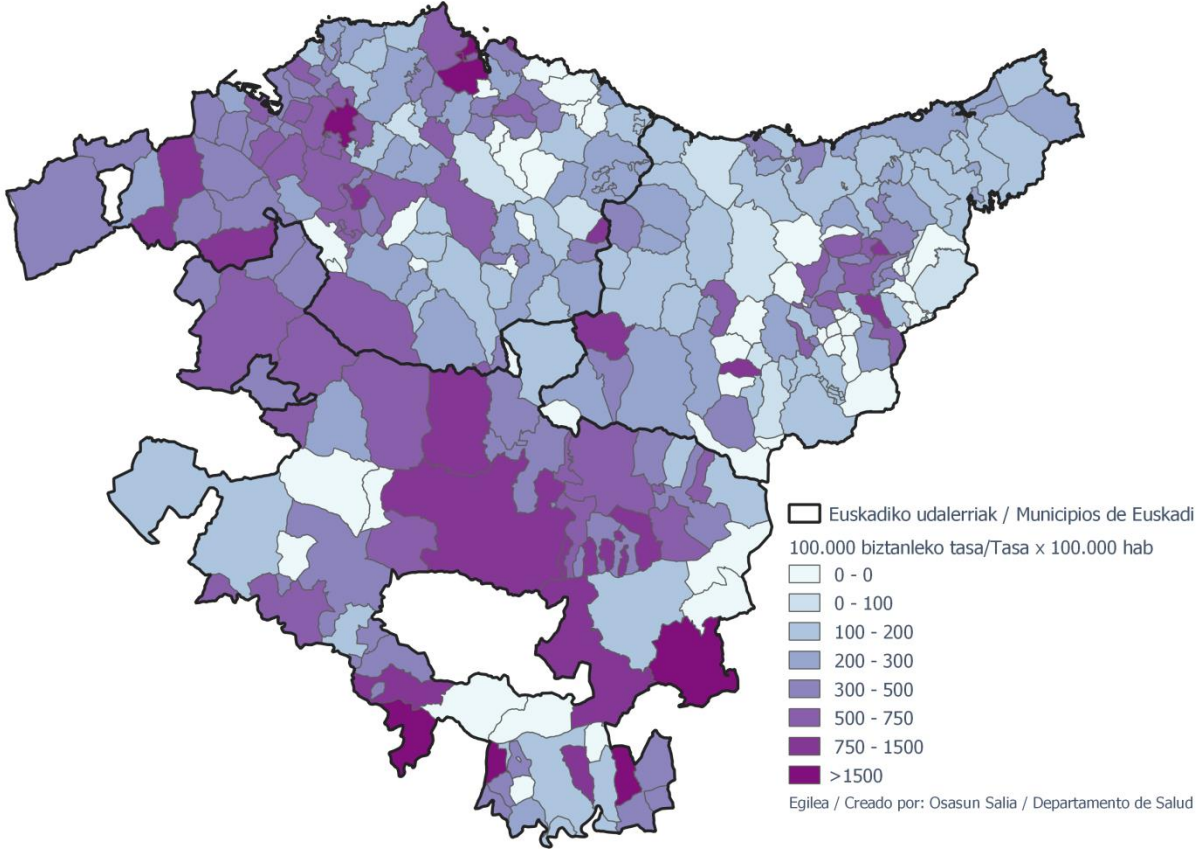 Euskadiko udalerriak / Municipios de Euskadi
100.000 biztanleko tasa/Tasa x 100.000 hab
0 - 0
0 - 100
100 - 200
200 - 300
300 - 500
500 - 750
750 - 1500
>1500
Egilea / Creado por: Osasun Salia / Departamento de Salud